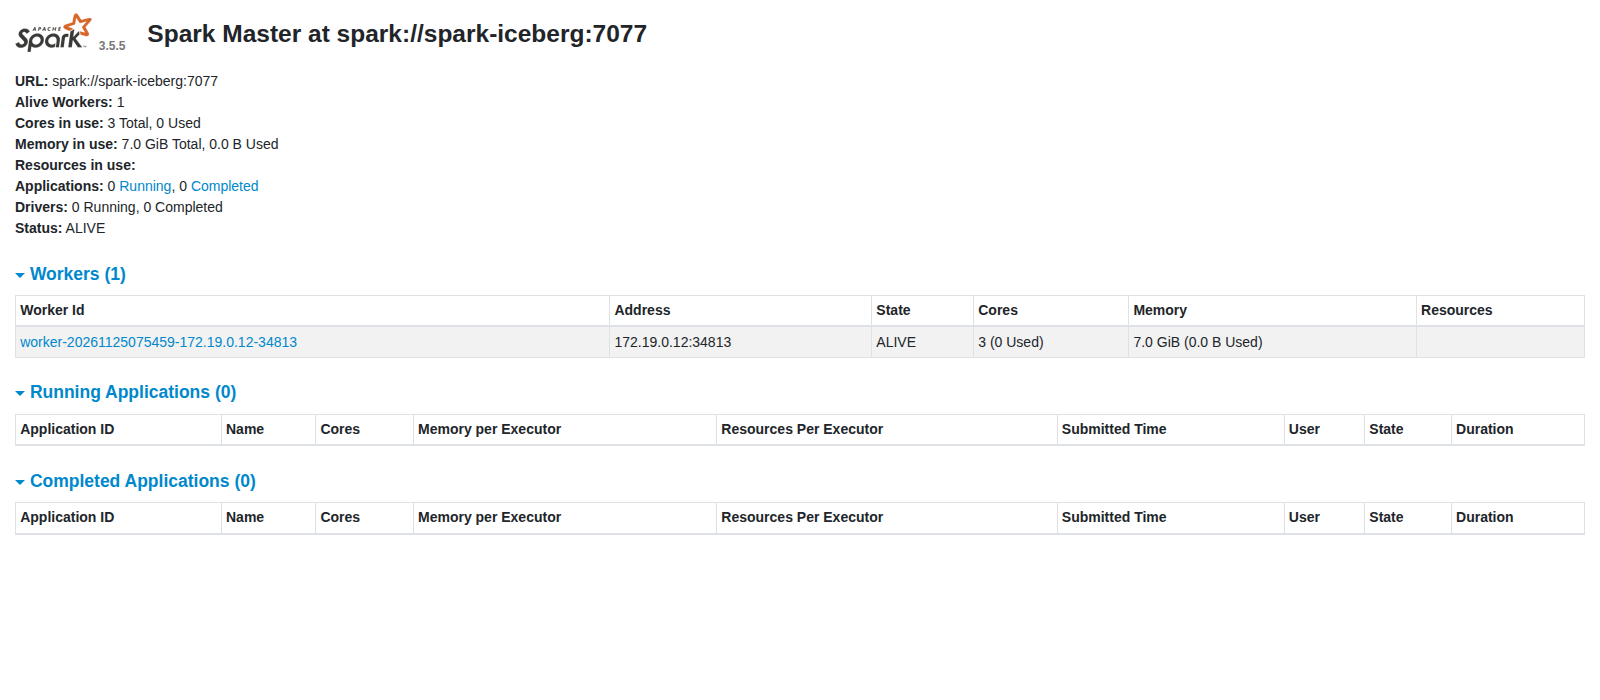 APACHE
Spark 3.5.5 Spark Master at spark://spark-iceberg:7077
URL: spark://spark-iceberg:7077
Alive Workers: 1
Cores in use: 3 Total, 0 Used
Memory in use: 7.0 GiB Total, 0.0 B Used
Resources in use:
Applications: 0 Running, 0 Completed
Drivers: 0 Running, 0 Completed
Status: ALIVE
Workers (1)
Worker Id Address State Cores Memory Resources
worker-20261125075459-172.19.0.12-34813 172.19.0.12:34813 ALIVE 3 (0 Used) 7.0 GiB (0.0 B Used)
Running Applications (0)
Application ID Name Cores Memory per Executor Resources Per Executor Submitted Time User State Duration
Completed Applications (0)
Application ID Name Cores Memory per Executor Resources Per Executor Submitted Time User State Duration